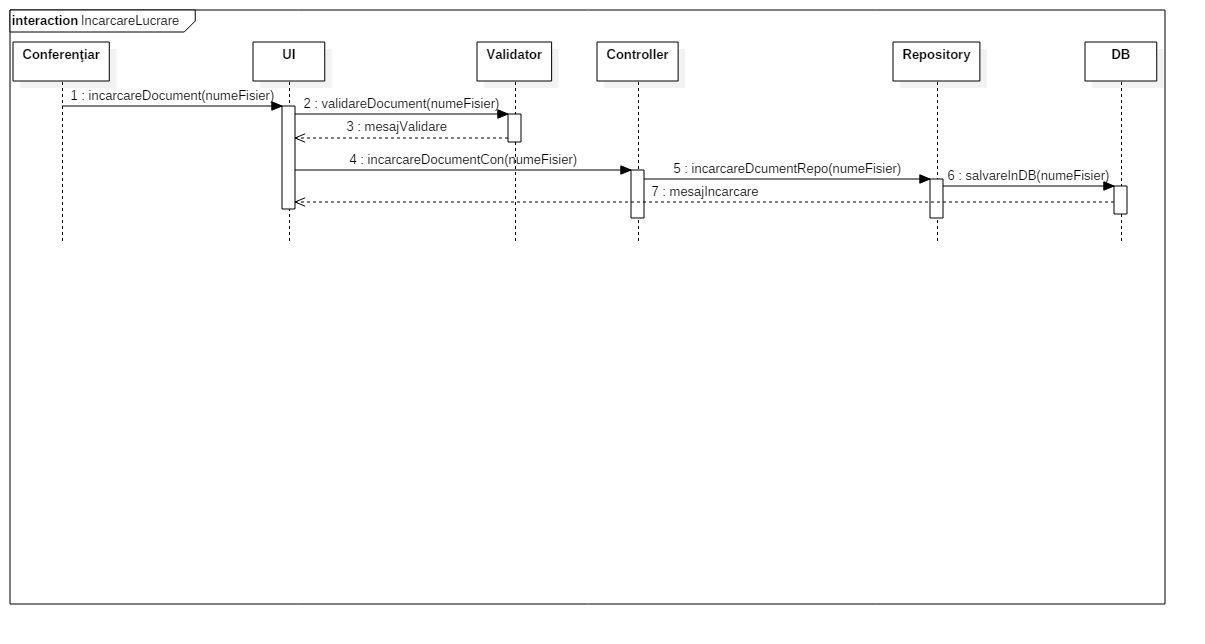 interaction IncarcareLucrare
Conferenţiar
UI
Validator
Controller
Repository
DB
1 : incarcareDocument(numeFisier)
2 : validareDocument(numeFisier)
3 : mesajValidare
4 : incarcareDocumentCon(numeFisier)
5 : incarcareDcumentRepo(numeFisier)
6 : salvareInDB(numeFisier)
7 : mesajIncarcare